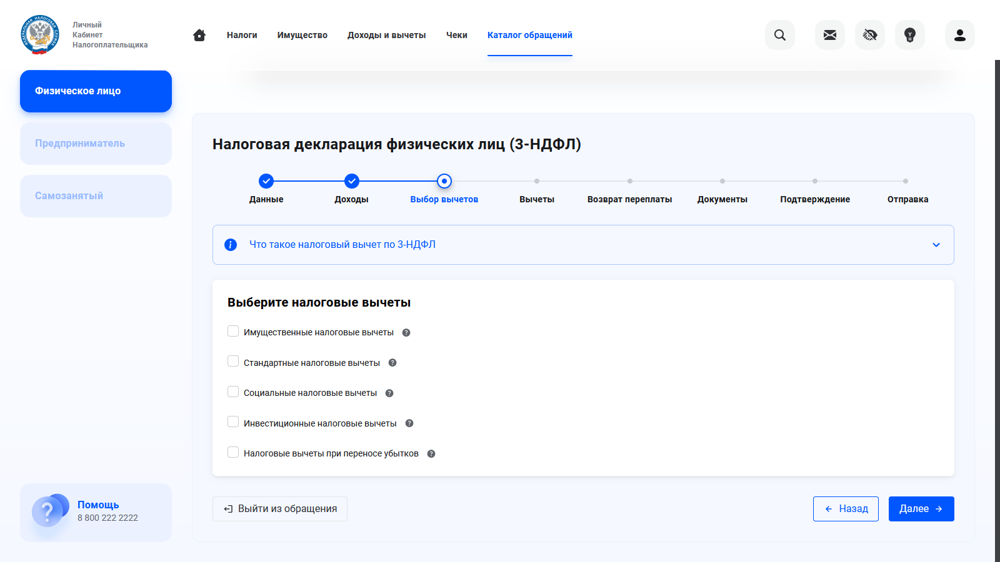 Личный
Кабинет
Налогоплательщика
Налоги
Имущество
Доходы и вычеты
Чеки
Каталог обращений
Физическое лицо
Предприниматель
Самозанятый
Налоговая декларация физических лиц (3-НДФЛ)
Данные
Доходы
Выбор вычетов
Вычеты
Возврат переплаты
Документы
Подтверждение
Отправка
Что такое налоговый вычет по 3-НДФЛ
Выберите налоговые вычеты
Имущественные налоговые вычеты
Стандартные налоговые вычеты
Социальные налоговые вычеты
Инвестиционные налоговые вычеты
Налоговые вычеты при переносе убытков
Помощь
8 800 222 2222
Выйти из обращения
Назад
Далее